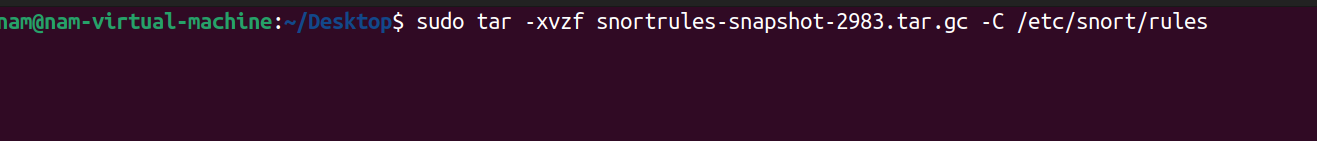 nam@nam-virtual-machine:~/Desktop$ sudo tar -xvzf snortrules-snapshot-2983.tar.gc -C /etc/snort/rules